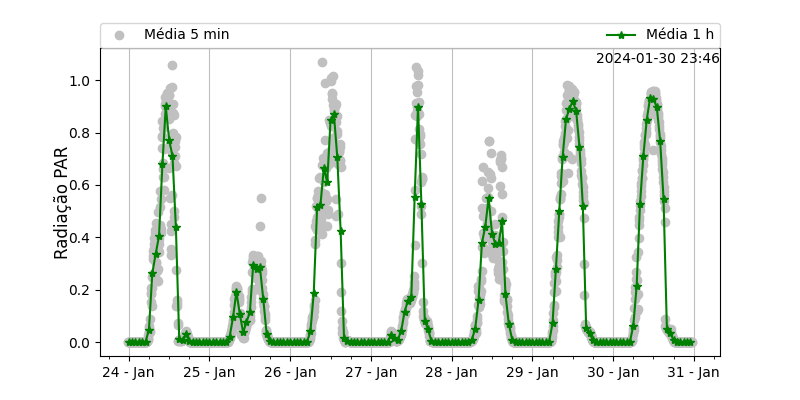 Média 5 min
Média 1 h
2024-01-30 23:46
Radiação PAR
1.0
0.8
0.6
0.4
0.2
0.0
24 - Jan
25 - Jan
26 - Jan
27 - Jan
28 - Jan
29 - Jan
30 - Jan
31 - Jan